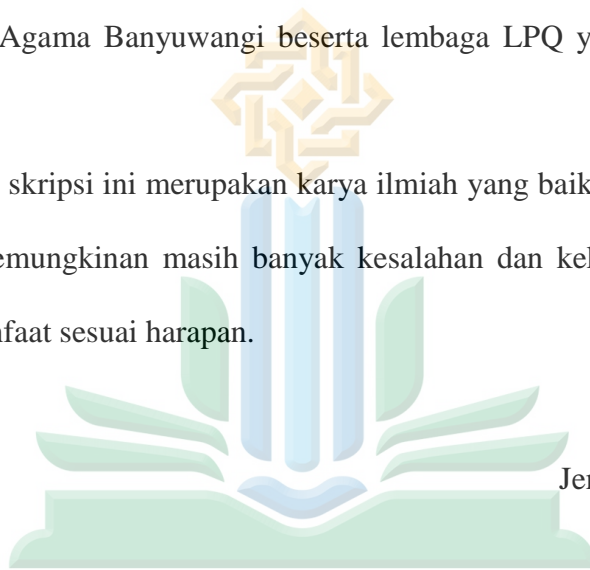 Agama Banyuwangi beserta lembaga LPQ y
skripsi ini merupakan karya ilmiah yang baik
emungkinan masih banyak kesalahan dan kel
nfaat sesuai harapan.
Jer